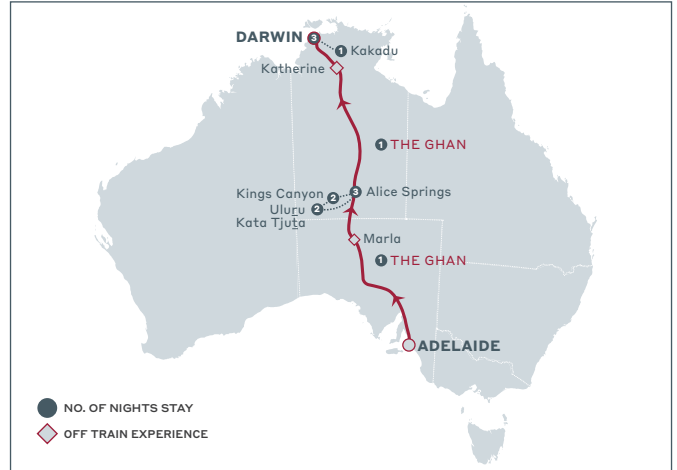 DARWIN 3
1 Kakadu
Katherine
1 THE GHAN
Kings Canyon 2 3 Alice Springs
Uluru 2
Kata Tjuta
Marla
1 THE GHAN
ADELAIDE
NO. OF NIGHTS STAY
OFF TRAIN EXPERIENCE